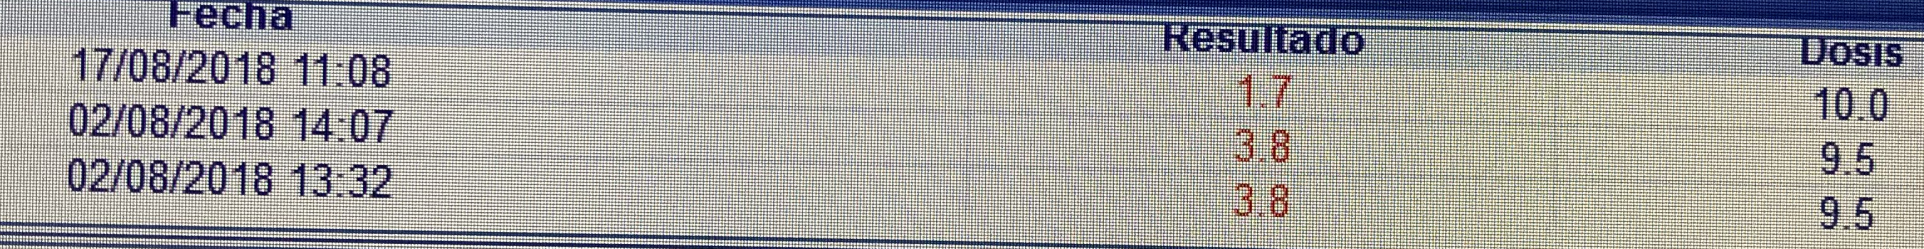 Fecha Resultado Dosis
17/08/2018 11:08 1.7 10.0
02/08/2018 14:07 3.8 9.5
02/08/2018 13:32 3.8 9.5